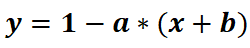 y = 1 − a * (x + b)